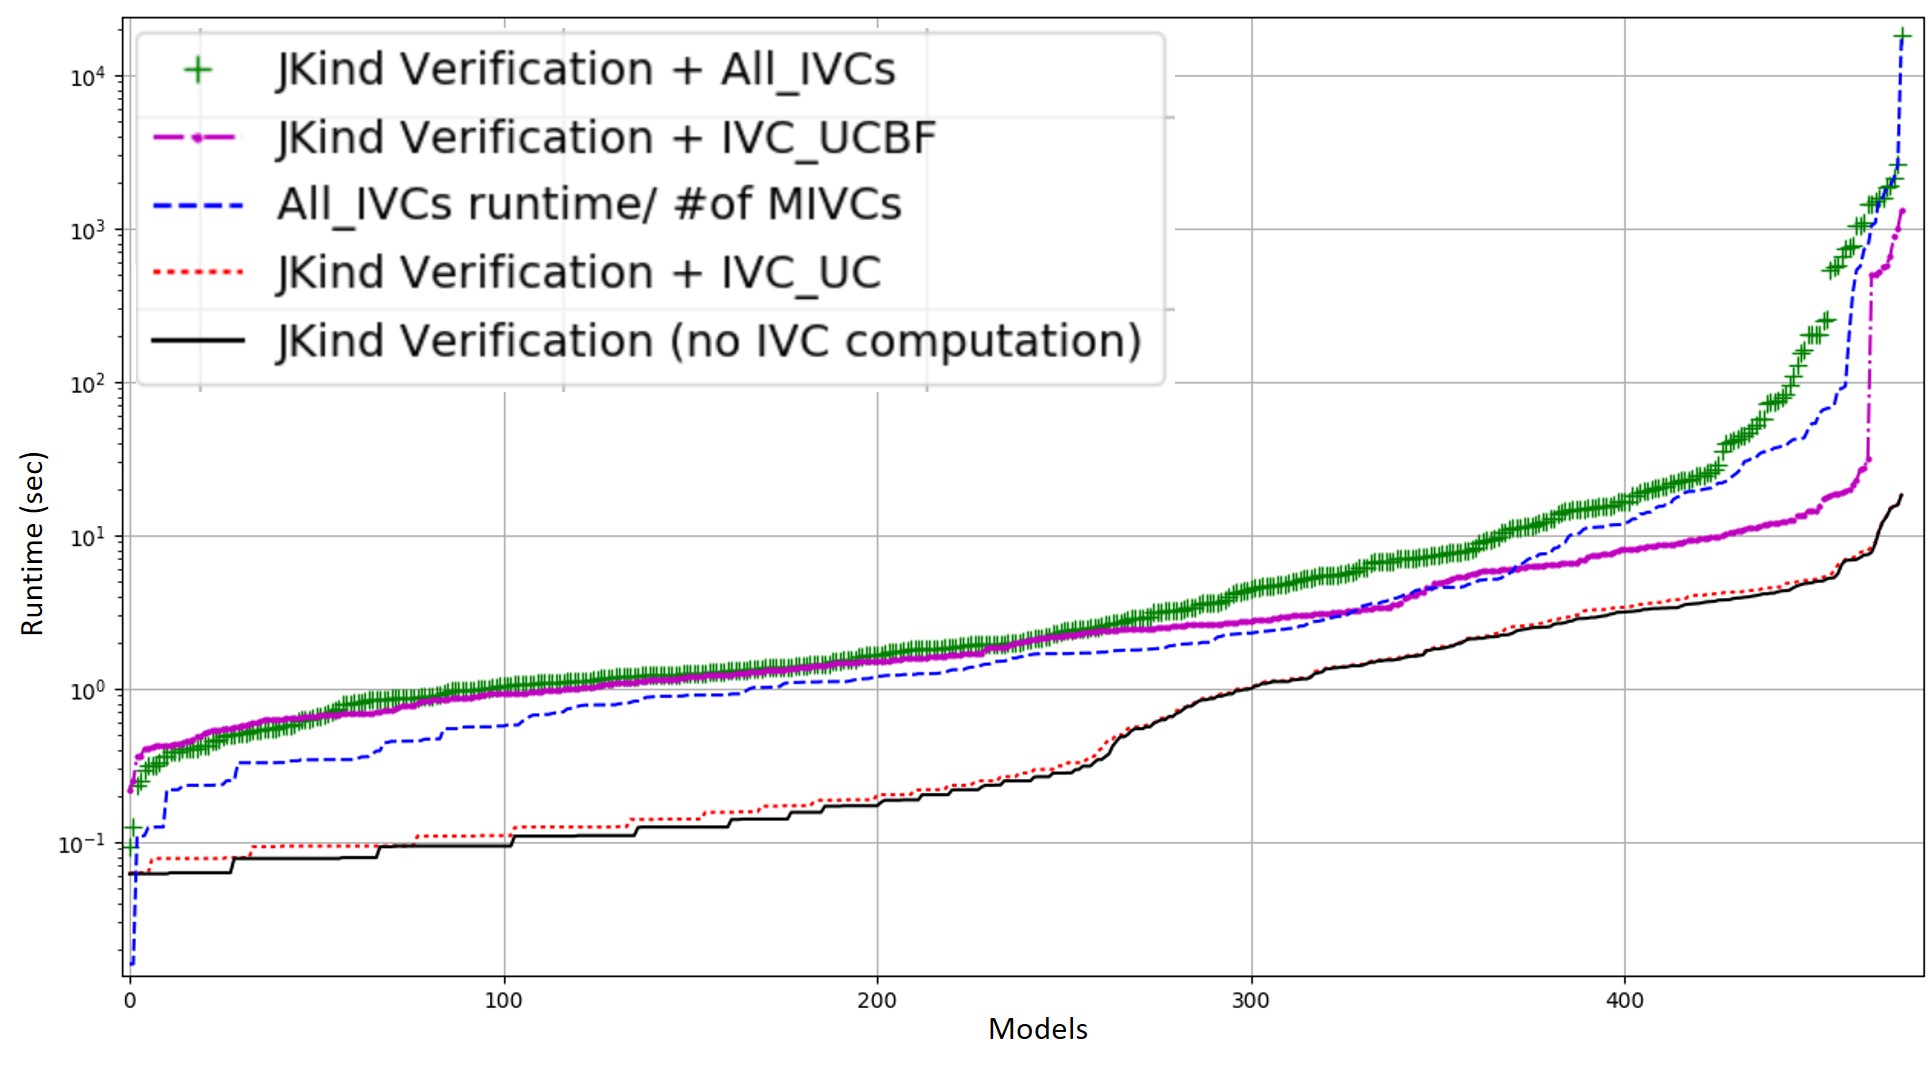 JKind Verification + All_IVCs
JKind Verification + IVC_UCBF
All_IVCs runtime/ #of MIVCs
JKind Verification + IVC_UC
JKind Verification (no IVC computation)
10⁴
10³
10²
10¹
10⁰
10⁻¹
Runtime (sec)
0 100 200 300 400
Models